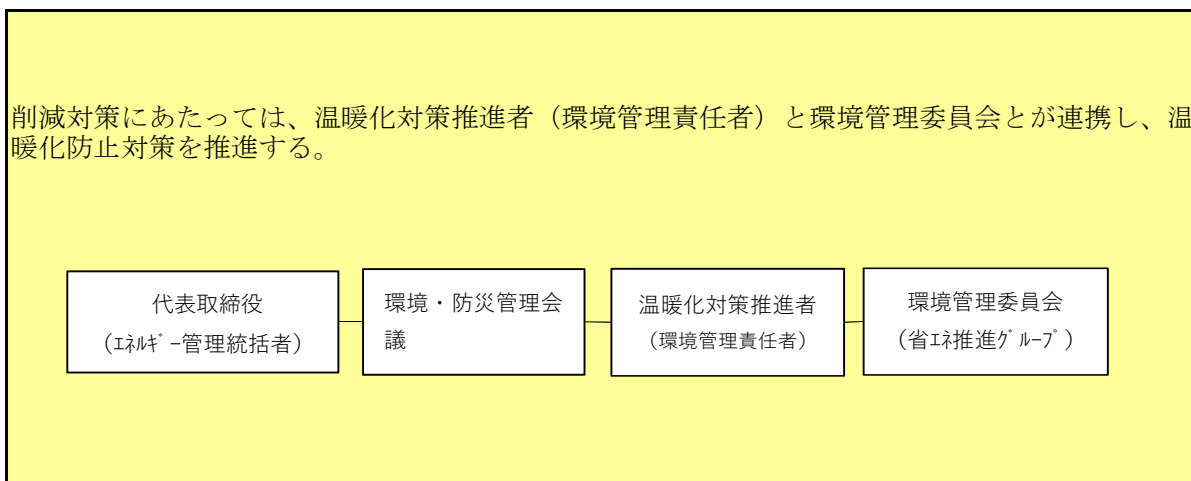 削減対策にあたっては、温暖化対策推進者（環境管理責任者）と環境管理委員会とが連携し、温
暖化防止対策を推進する。
代表取締役
（ｴﾈﾙｷﾞｰ管理統括者）
環境・防災管理会
議
温暖化対策推進者
（環境管理責任者）
環境管理委員会
（省ｴﾈ推進ｸﾞﾙｰﾌﾟ）